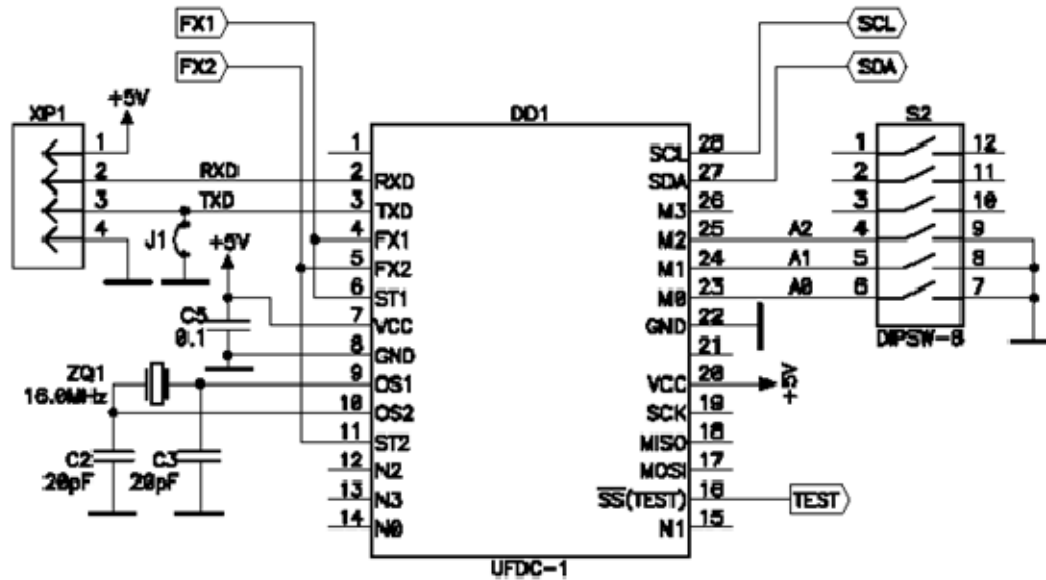 FX1
FX2
SCL
SDA
XP1
+5V
1
2
3
4
RXD
TXD
J1
+5V
C5
0.1
ZQ1
16.0MHz
C2
20pF
C3
20pF
DD1
1
2 RXD
3 TXD
4 FX1
5 FX2
6 ST1
7 VCC
8 GND
9 OS1
10 OS2
11 ST2
12 N2
13 N3
14 N0
SCL 28
SDA 27
M3 26
M2 25
M1 24
M0 23
GND 22
21
VCC 20
SCK 19
MISO 18
MOSI 17
SS(TEST) 16
N1 15
UFDC-1
A2
A1
A0
+5V
TEST
S2
1 12
2 11
3 10
4 9
5 8
6 7
DIPSW-8